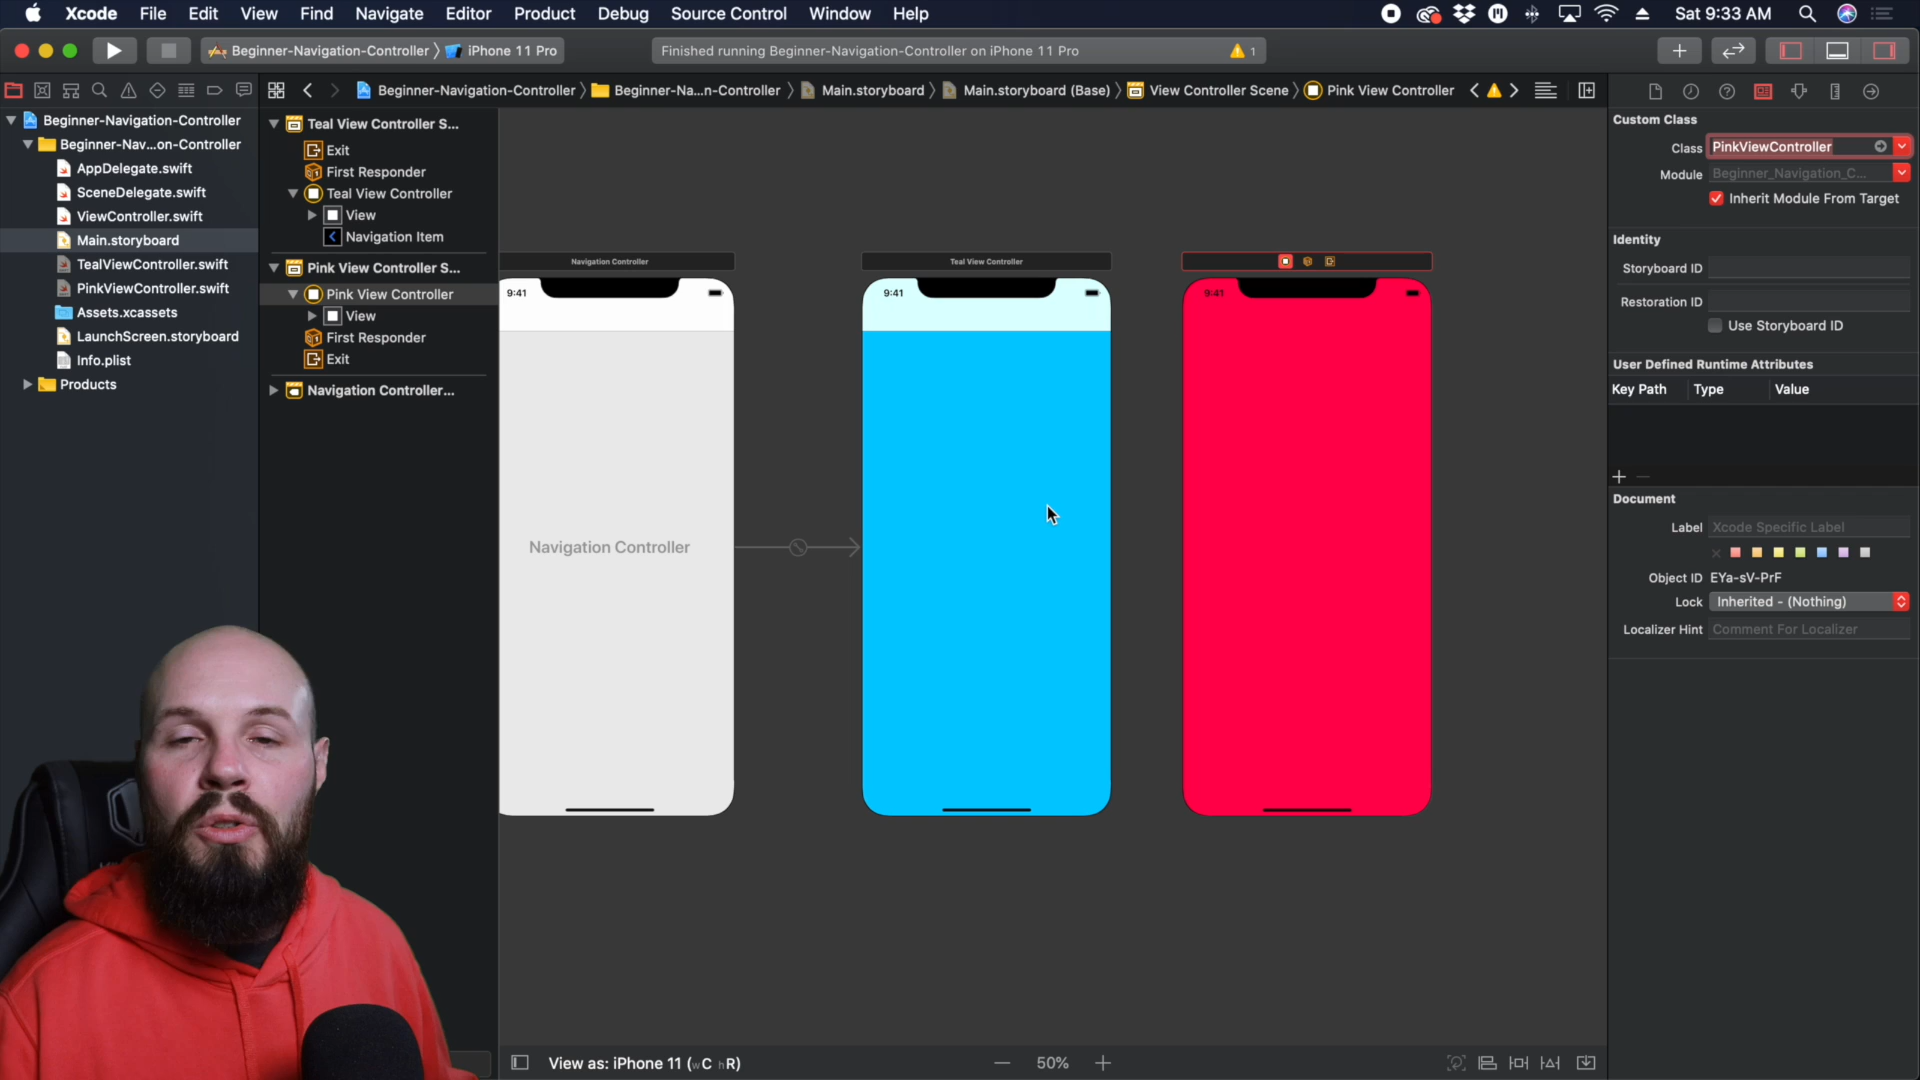 Xcode File Edit View Find Navigate Editor Product Debug Source Control Window Help Sat 9:33 AM
Beginner-Navigation-Controller iPhone 11 Pro Finished running Beginner-Navigation-Controller on iPhone 11 Pro 1
Beginner-Navigation-Controller Beginner-Na...n-Controller Main.storyboard Main.storyboard (Base) View Controller Scene Pink View Controller
Beginner-Navigation-Controller
Beginner-Nav...on-Controller
AppDelegate.swift
SceneDelegate.swift
ViewController.swift
Main.storyboard
TealViewController.swift
PinkViewController.swift
Assets.xcassets
LaunchScreen.storyboard
Info.plist
Products
Teal View Controller S...
Exit
First Responder
Teal View Controller
View
Navigation Item
Pink View Controller S...
Pink View Controller
View
First Responder
Exit
Navigation Controller...
Navigation Controller
9:41
Navigation Controller
Teal View Controller
9:41
9:41
View as: iPhone 11 (wC hR)
50%
Custom Class
Class PinkViewController
Module Beginner_Navigation_C...
Inherit Module From Target
Identity
Storyboard ID
Restoration ID
Use Storyboard ID
User Defined Runtime Attributes
Key Path Type Value
Document
Label Xcode Specific Label
Object ID EYa-sV-PrF
Lock Inherited - (Nothing)
Localizer Hint Comment For Localizer